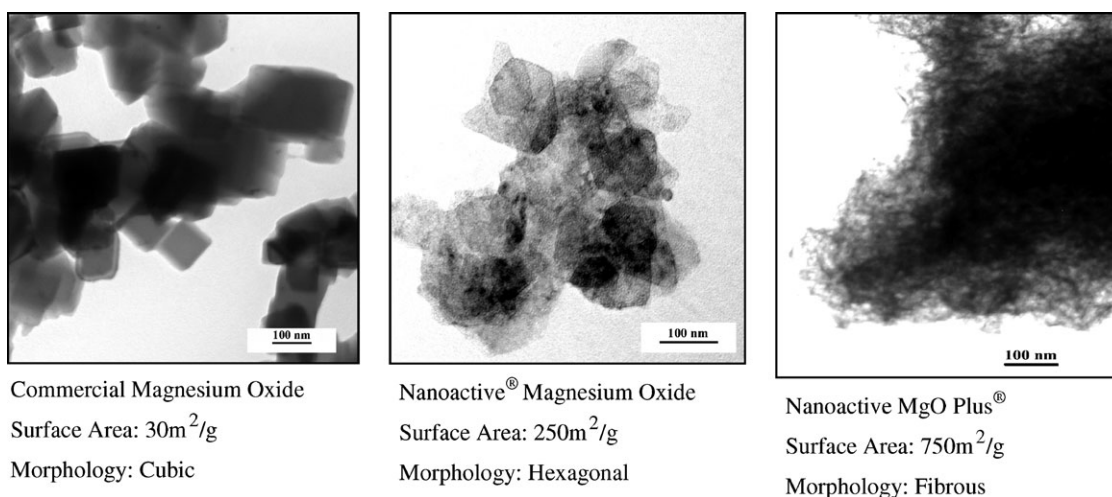 100 nm
Commercial Magnesium Oxide
Surface Area: 30m²/g
Morphology: Cubic
100 nm
Nanoactive® Magnesium Oxide
Surface Area: 250m²/g
Morphology: Hexagonal
100 nm
Nanoactive MgO Plus®
Surface Area: 750m²/g
Morphology: Fibrous